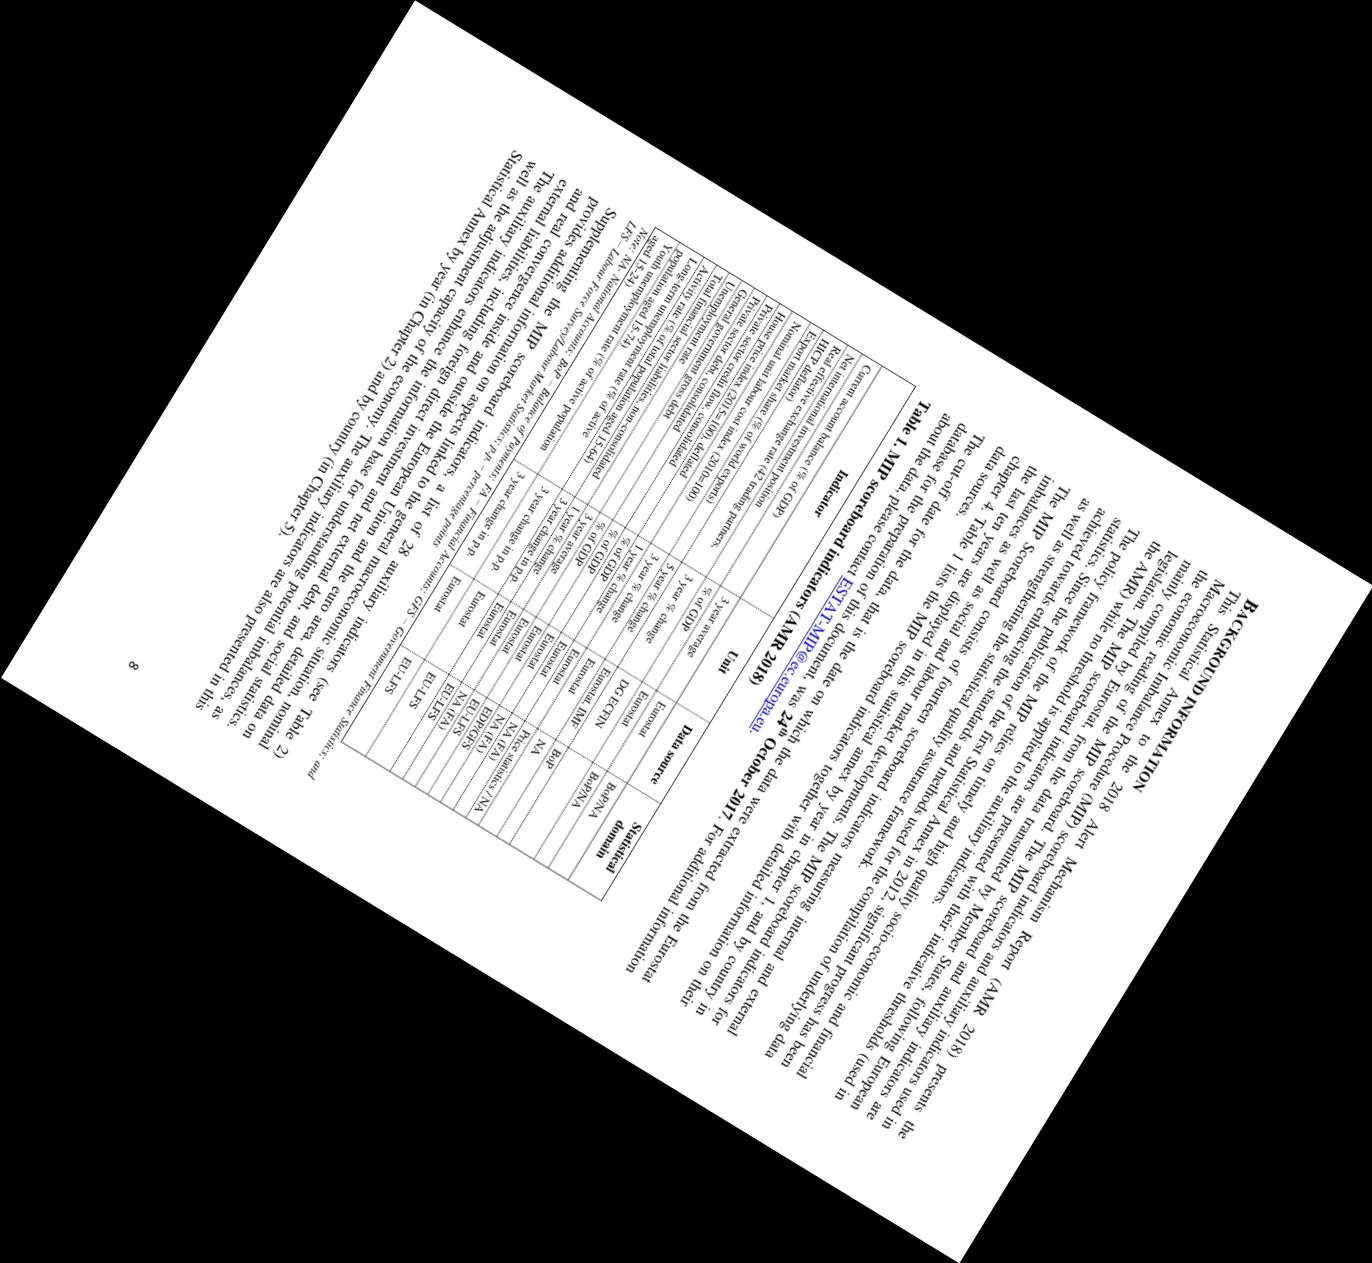 BACKGROUND INFORMATION
This Statistical Annex to the 2018 Alert Mechanism Report (AMR 2018) presents the
Macroeconomic Imbalance Procedure (MIP) scoreboard indicators and auxiliary indicators used in
the economic reading of the MIP scoreboard. The MIP scoreboard and auxiliary indicators are
mainly compiled by Eurostat, from the data transmitted by Member States, following European
legislation. The MIP scoreboard indicators are presented with their indicative thresholds (used in
the AMR) while no threshold is applied to the auxiliary indicators.
The policy framework of the MIP relies on timely and high quality socio-economic and financial
statistics. Since the publication of the first Statistical Annex in 2012, significant progress has been
achieved towards enhancing the standards and methods used for the compilation of underlying data
as well as strengthening the statistical quality assurance framework.
The MIP Scoreboard consists of fourteen scoreboard indicators measuring internal and external
imbalances as well as social and labour market developments. The MIP scoreboard indicators for
the last ten years are displayed in this statistical annex by year in chapter 1, and by country in
chapter 4. Table 1 lists the MIP scoreboard indicators together with detailed information on their
data sources.
The cut-off date for the data, that is the date on which the data were extracted from the Eurostat
database for the preparation of this document, was 24th October 2017. For additional information
about the data, please contact ESTAT-MIP@ec.europa.eu.
Table 1. MIP scoreboard indicators (AMR 2018)
Indicator Unit Data source Statistical
domain
Current account balance (% of GDP) 3 year average Eurostat BoP/NA
Net international investment position % of GDP Eurostat BoP/NA
Real effective exchange rate (42 trading partners,
HICP deflator) 3 year % change DG ECFIN
Export market share (% of world exports) 5 year % change Eurostat, IMF BoP
Nominal unit labour cost index (2010=100) 3 year % change Eurostat NA
House price index (2015=100), deflated 1 year % change Eurostat Price statistics / NA
Private sector credit flow, consolidated % of GDP Eurostat NA (FA)
Private sector debt, consolidated % of GDP Eurostat NA (FA)
General government gross debt % of GDP Eurostat EDP/GFS
Unemployment rate 3 year average Eurostat EU-LFS
Total financial sector liabilities, non-consolidated 1 year % change Eurostat NA (FA)
Activity rate (% of total population aged 15-64) 3 year change in p.p. Eurostat EU-LFS
Long-term unemployment rate (% of active
population aged 15-74) 3 year change in p.p. Eurostat EU-LFS
Youth unemployment rate (% of active population
aged 15-24) 3 year change in p.p. Eurostat EU-LFS
Note: NA- National Accounts; BoP – Balance of Payments; FA – Financial Accounts; GFS – Government Finance Statistics; and
LFS – Labour Force Survey/Labour Market Statistics; p.p. – percentage points
Supplementing the MIP scoreboard indicators, a list of 28 auxiliary indicators (see Table 2)
provides additional information on aspects linked to the general macroeconomic situation, nominal
and real convergence inside and outside the European Union and the euro area, detailed data on
external liabilities, including foreign direct investment and net external debt, and social statistics.
The auxiliary indicators enhance the information base for understanding potential imbalances, as
well as the adjustment capacity of the economy. The auxiliary indicators are also presented in this
Statistical Annex by year (in Chapter 2) and by country (in Chapter 5).
8